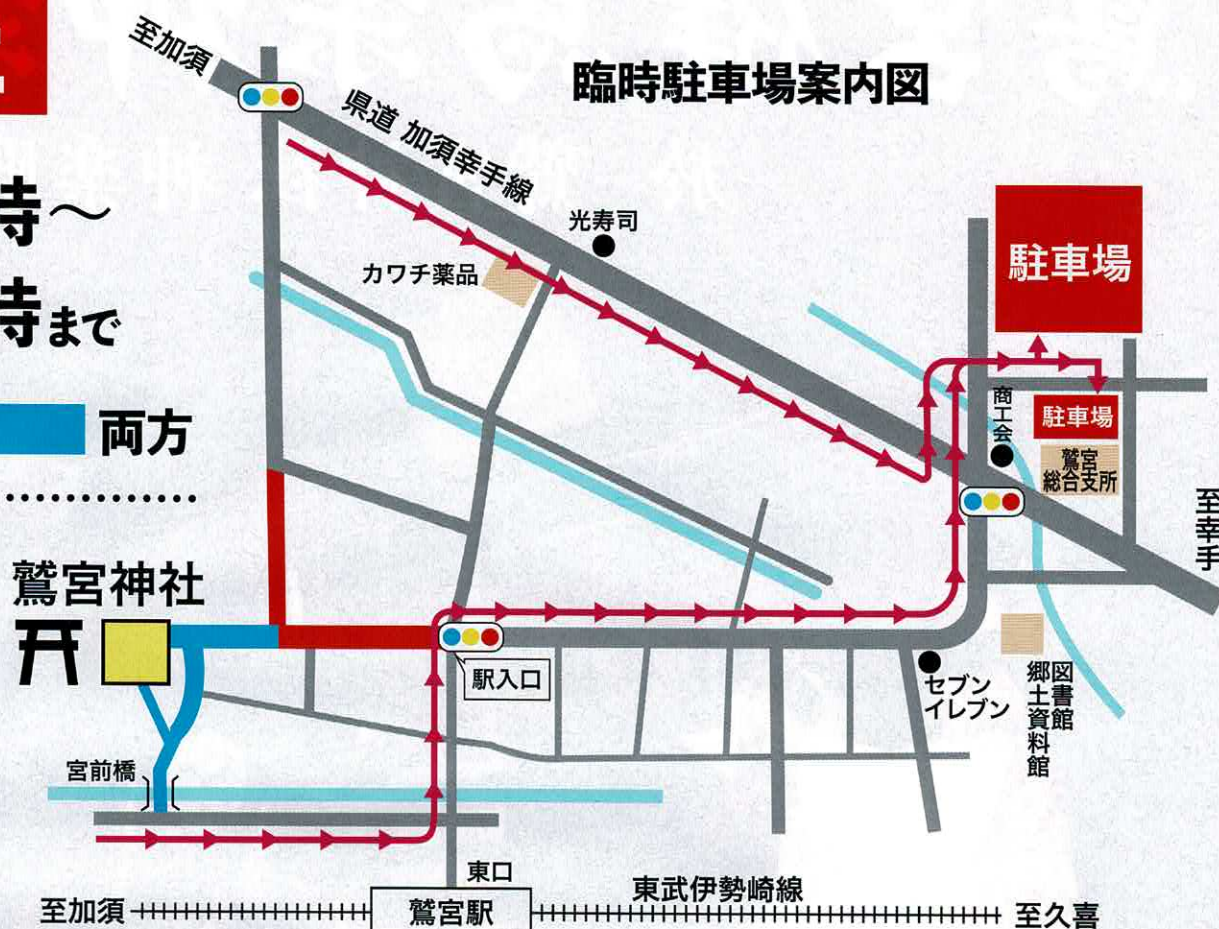 臨時駐車場案内図
至加須
県道 加須幸手線
光寿司
カワチ薬品
時～
時まで
両方
駐車場
商工会
駐車場
鷲宮
総合支所
至幸手
鷲宮神社
駅入口
セブン
イレブン
図書館
郷土資料館
宮前橋
東口
至加須
鷲宮駅
東武伊勢崎線
至久喜